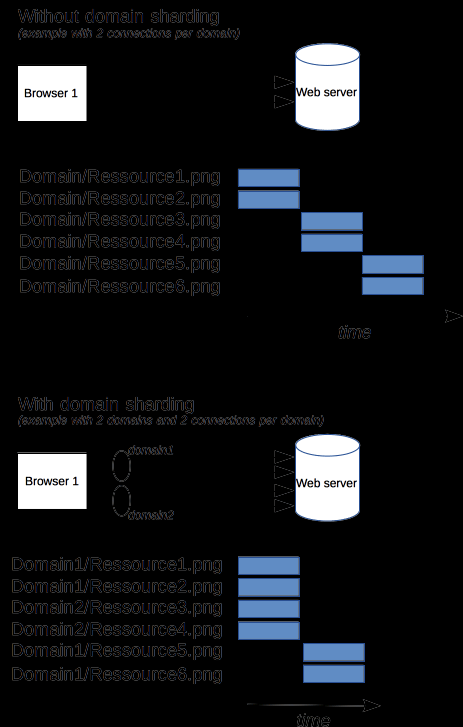 Without domain sharding
(example with 2 connections per domain)
Browser 1
Web server
Domain/Ressource1.png
Domain/Ressource2.png
Domain/Ressource3.png
Domain/Ressource4.png
Domain/Ressource5.png
Domain/Ressource6.png
time
With domain sharding
(example with 2 domains and 2 connections per domain)
domain1
Browser 1
Web server
domain2
Domain1/Ressource1.png
Domain1/Ressource2.png
Domain2/Ressource3.png
Domain2/Ressource4.png
Domain1/Ressource5.png
Domain1/Ressource6.png
time